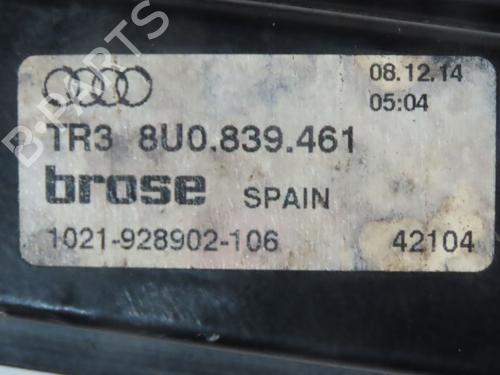 B-PARTS
08.12.14
05:04
TR3 8U0.839.461
brose SPAIN
1021-928902-106 42104